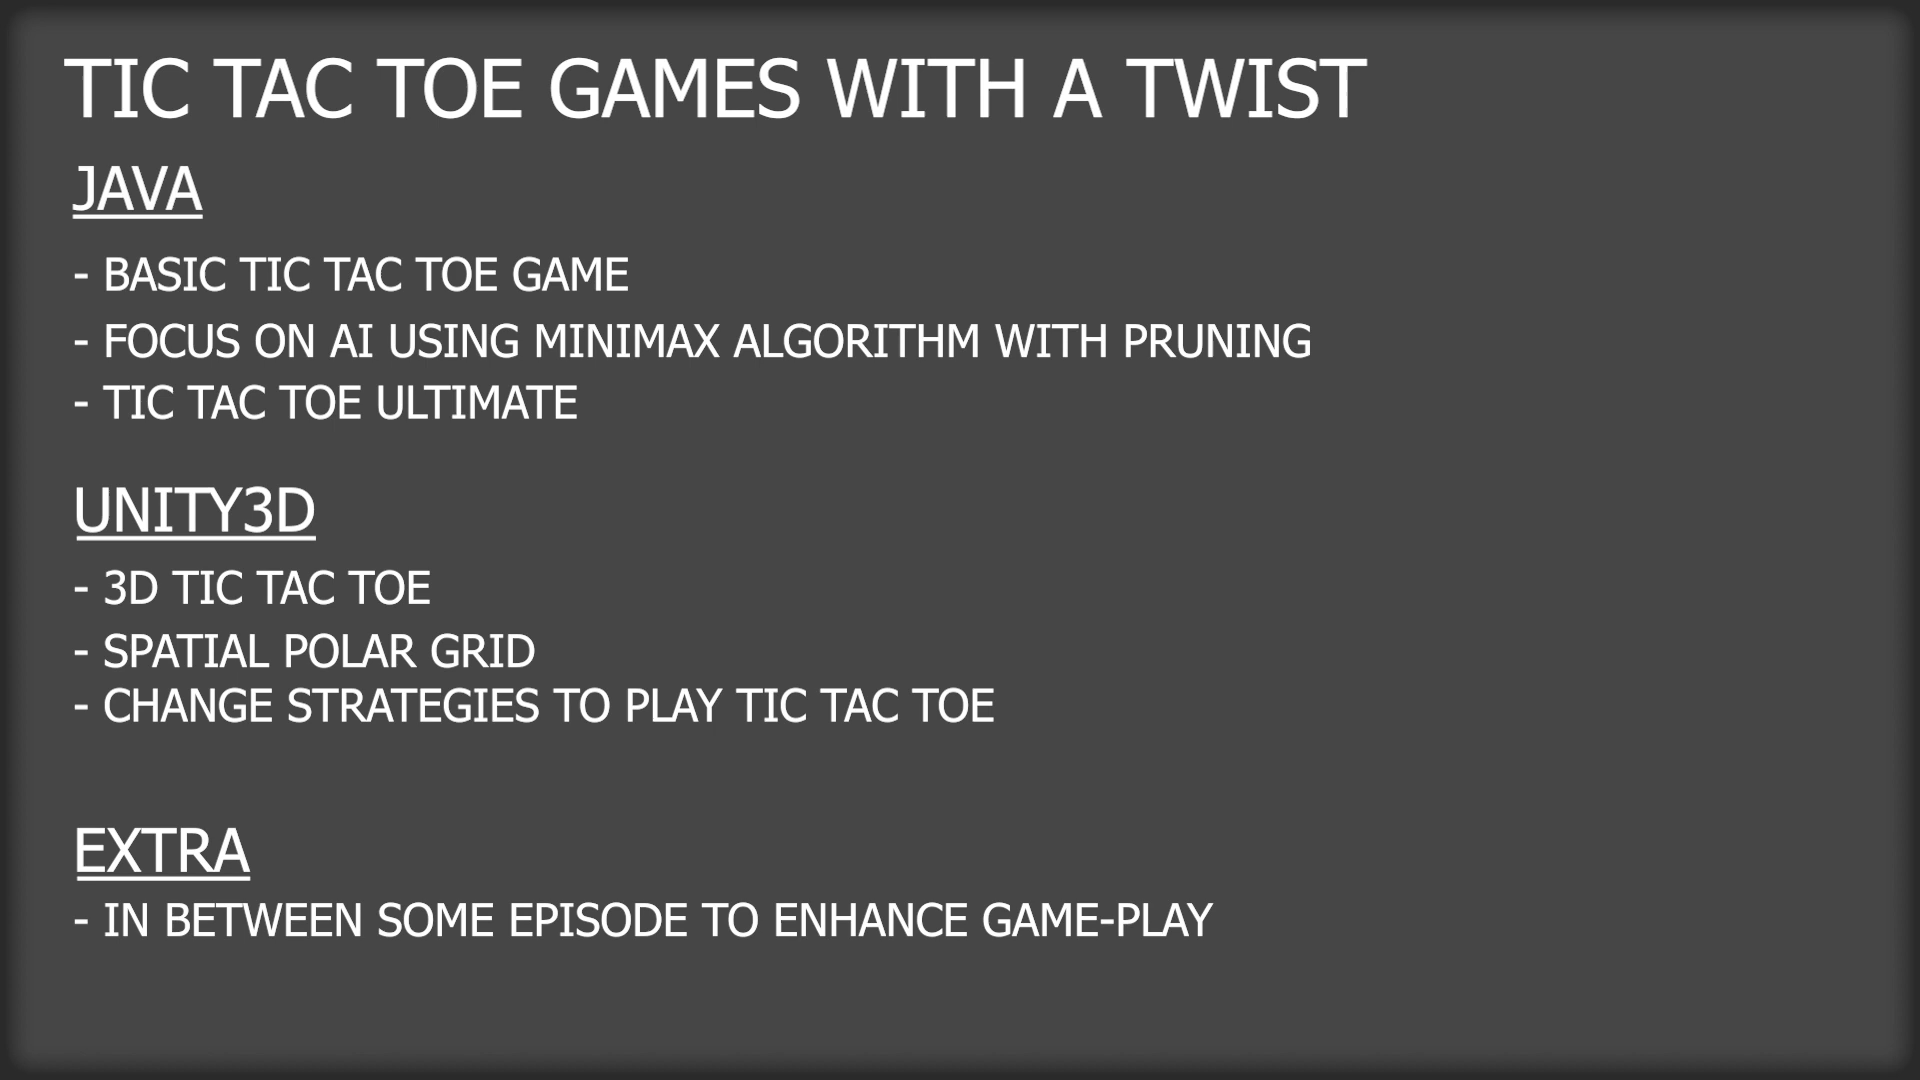 TIC TAC TOE GAMES WITH A TWIST
JAVA
- BASIC TIC TAC TOE GAME
- FOCUS ON AI USING MINIMAX ALGORITHM WITH PRUNING
- TIC TAC TOE ULTIMATE
UNITY3D
- 3D TIC TAC TOE
- SPATIAL POLAR GRID
- CHANGE STRATEGIES TO PLAY TIC TAC TOE
EXTRA
- IN BETWEEN SOME EPISODE TO ENHANCE GAME-PLAY